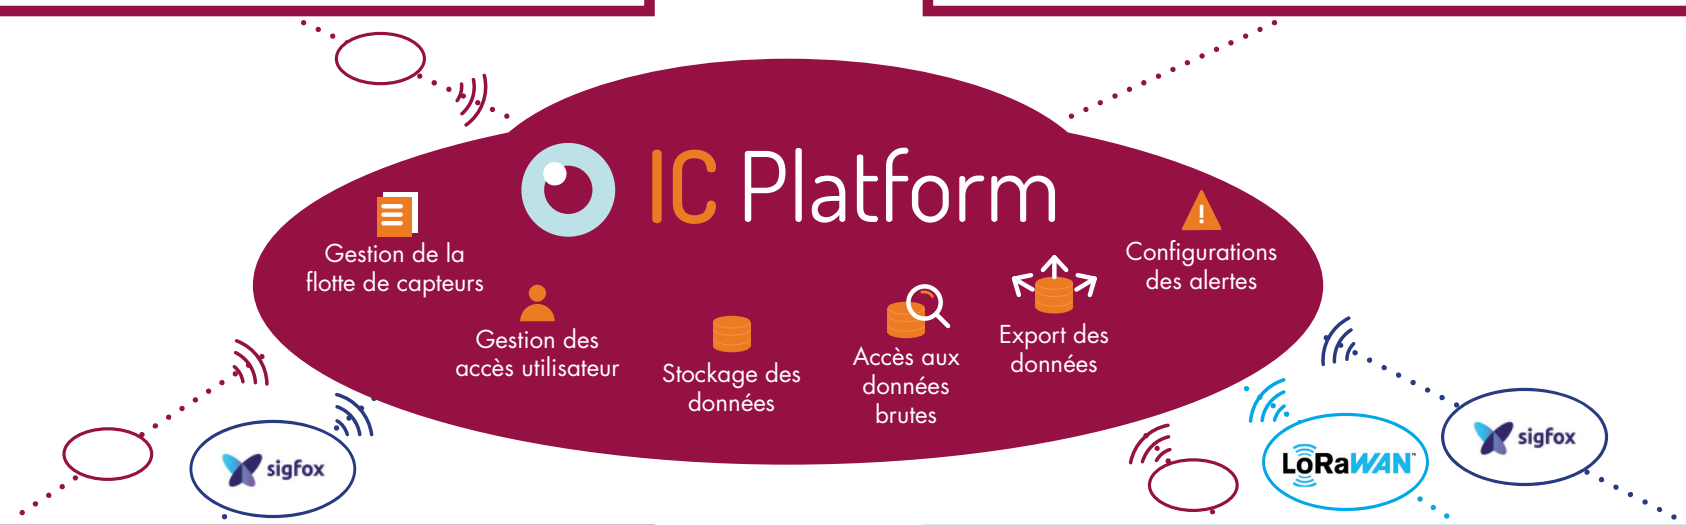 IC Platform
Gestion de la
flotte de capteurs
Gestion des
accès utilisateur
Stockage des
données
Accès aux
données
brutes
Export des
données
!
Configurations
des alertes
sigfox
LoRaWAN™
sigfox